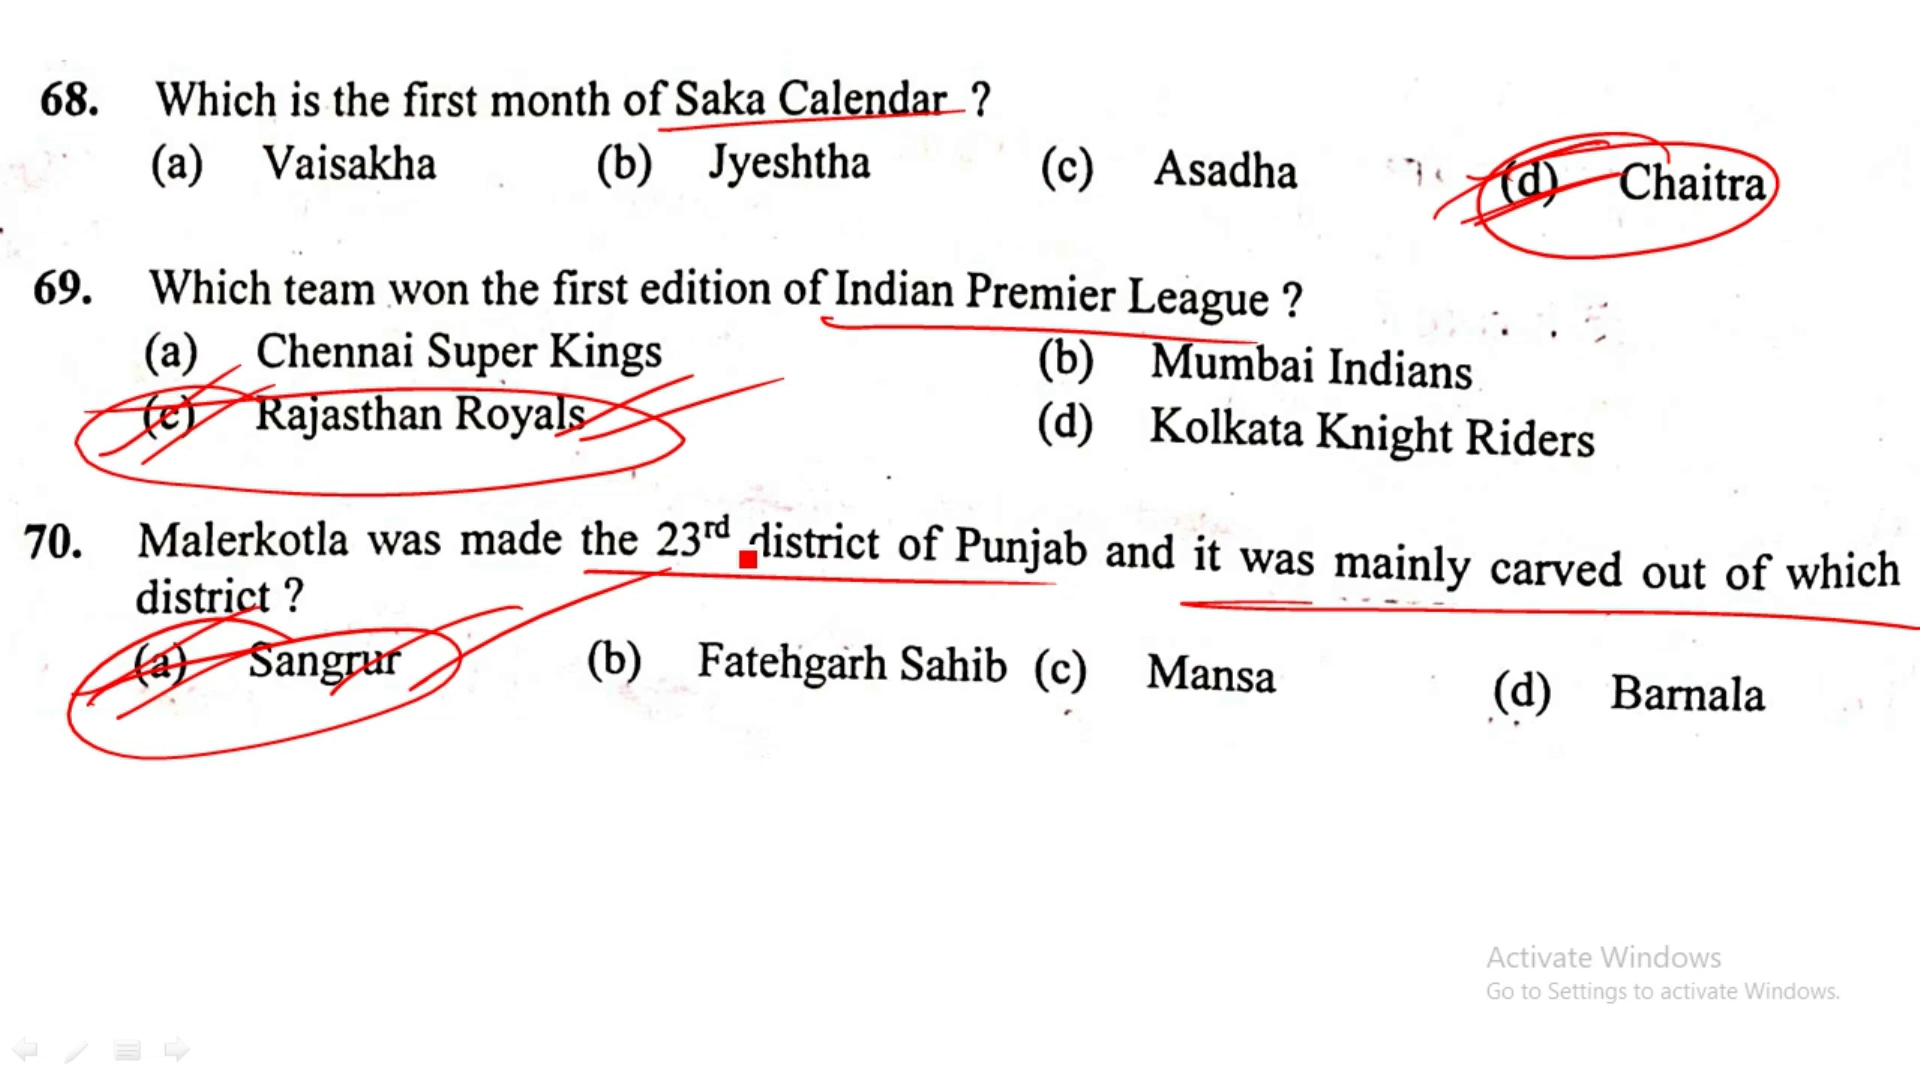 68. Which is the first month of Saka Calendar ?
(a) Vaisakha (b) Jyeshtha (c) Asadha (d) Chaitra
69. Which team won the first edition of Indian Premier League ?
(a) Chennai Super Kings (b) Mumbai Indians
(c) Rajasthan Royals (d) Kolkata Knight Riders
70. Malerkotla was made the 23rd district of Punjab and it was mainly carved out of which
district ?
(a) Sangrur (b) Fatehgarh Sahib (c) Mansa (d) Barnala
Activate Windows
Go to Settings to activate Windows.